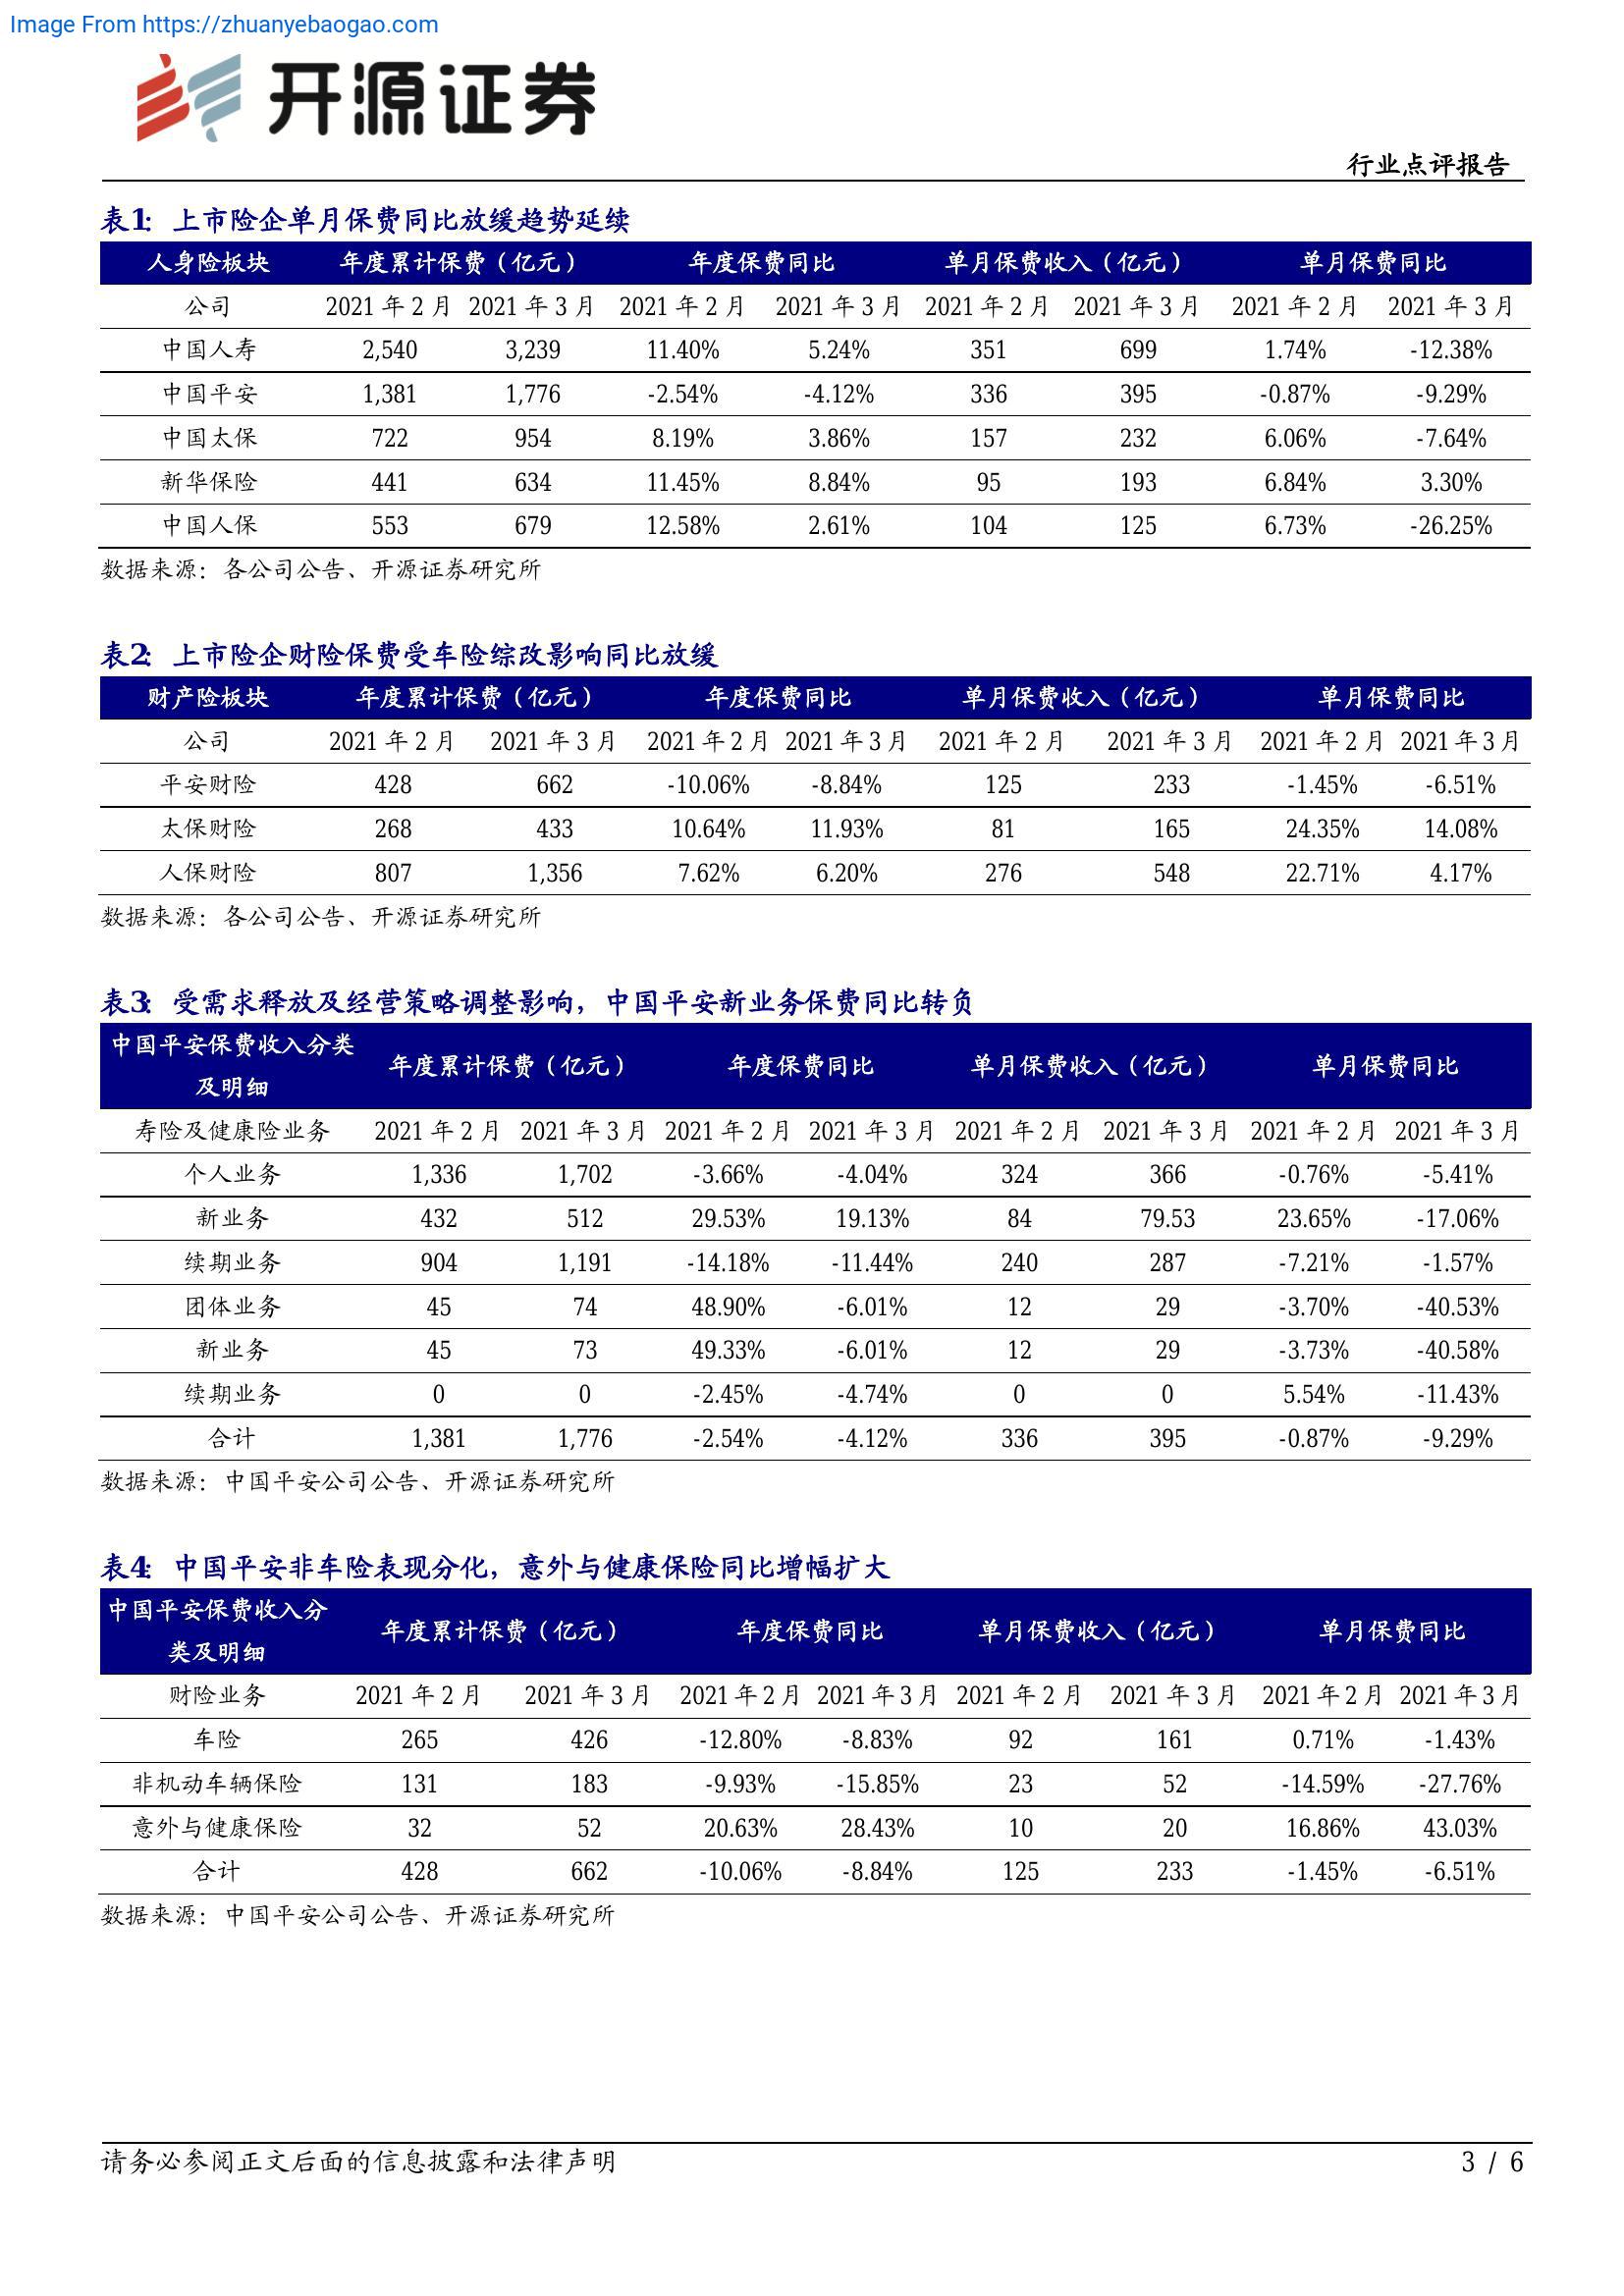 Image From https://zhuanyebaogao.com
开源证券
行业点评报告
表1： 上市险企单月保费同比放缓趋势延续
人身险板块 年度累计保费（亿元） 年度保费同比 单月保费收入（亿元） 单月保费同比
公司 2021 年 2 月 2021 年 3 月 2021 年 2 月 2021 年 3 月 2021 年 2 月 2021 年 3 月 2021 年 2 月 2021 年 3 月
中国人寿 2,540 3,239 11.40% 5.24% 351 699 1.74% -12.38%
中国平安 1,381 1,776 -2.54% -4.12% 336 395 -0.87% -9.29%
中国太保 722 954 8.19% 3.86% 157 232 6.06% -7.64%
新华保险 441 634 11.45% 8.84% 95 193 6.84% 3.30%
中国人保 553 679 12.58% 2.61% 104 125 6.73% -26.25%
数据来源：各公司公告、开源证券研究所
表2： 上市险企财险保费受车险综改影响同比放缓
财产险板块 年度累计保费（亿元） 年度保费同比 单月保费收入（亿元） 单月保费同比
公司 2021 年 2 月 2021 年 3 月 2021 年 2 月 2021 年 3 月 2021 年 2 月 2021 年 3 月 2021 年 2 月 2021 年 3 月
平安财险 428 662 -10.06% -8.84% 125 233 -1.45% -6.51%
太保财险 268 433 10.64% 11.93% 81 165 24.35% 14.08%
人保财险 807 1,356 7.62% 6.20% 276 548 22.71% 4.17%
数据来源：各公司公告、开源证券研究所
表3： 受需求释放及经营策略调整影响，中国平安新业务保费同比转负
中国平安保费收入分类
及明细 年度累计保费（亿元） 年度保费同比 单月保费收入（亿元） 单月保费同比
寿险及健康险业务 2021 年 2 月 2021 年 3 月 2021 年 2 月 2021 年 3 月 2021 年 2 月 2021 年 3 月 2021 年 2 月 2021 年 3 月
个人业务 1,336 1,702 -3.66% -4.04% 324 366 -0.76% -5.41%
新业务 432 512 29.53% 19.13% 84 79.53 23.65% -17.06%
续期业务 904 1,191 -14.18% -11.44% 240 287 -7.21% -1.57%
团体业务 45 74 48.90% -6.01% 12 29 -3.70% -40.53%
新业务 45 73 49.33% -6.01% 12 29 -3.73% -40.58%
续期业务 0 0 -2.45% -4.74% 0 0 5.54% -11.43%
合计 1,381 1,776 -2.54% -4.12% 336 395 -0.87% -9.29%
数据来源：中国平安公司公告、开源证券研究所
表4： 中国平安非车险表现分化，意外与健康保险同比增幅扩大
中国平安保费收入分
类及明细 年度累计保费（亿元） 年度保费同比 单月保费收入（亿元） 单月保费同比
财险业务 2021 年 2 月 2021 年 3 月 2021 年 2 月 2021 年 3 月 2021 年 2 月 2021 年 3 月 2021 年 2 月 2021 年 3 月
车险 265 426 -12.80% -8.83% 92 161 0.71% -1.43%
非机动车辆保险 131 183 -9.93% -15.85% 23 52 -14.59% -27.76%
意外与健康保险 32 52 20.63% 28.43% 10 20 16.86% 43.03%
合计 428 662 -10.06% -8.84% 125 233 -1.45% -6.51%
数据来源：中国平安公司公告、开源证券研究所
请务必参阅正文后面的信息披露和法律声明 3 / 6